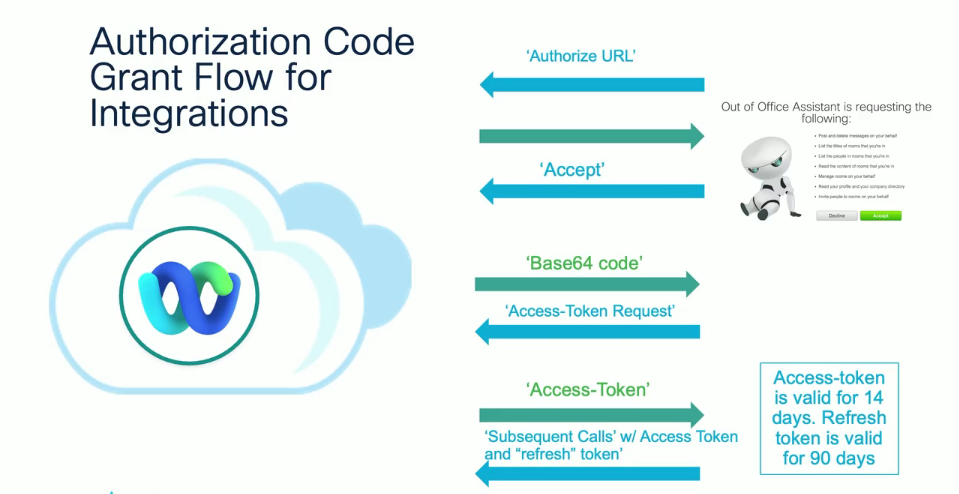 Authorization Code
Grant Flow for
Integrations
'Authorize URL'
Out of Office Assistant is requesting the
following:
• Post and delete messages on your behalf
• List the titles of rooms that you're in
• List the people in rooms that you're in
• Read the content of rooms that you're in
• Manage rooms on your behalf
• Read your profile and your company directory
• Invite people to rooms on your behalf
Decline
Accept
'Accept'
'Base64 code'
'Access-Token Request'
'Access-Token'
'Subsequent Calls' w/ Access Token
and "refresh" token'
Access-token
is valid for 14
days. Refresh
token is valid
for 90 days